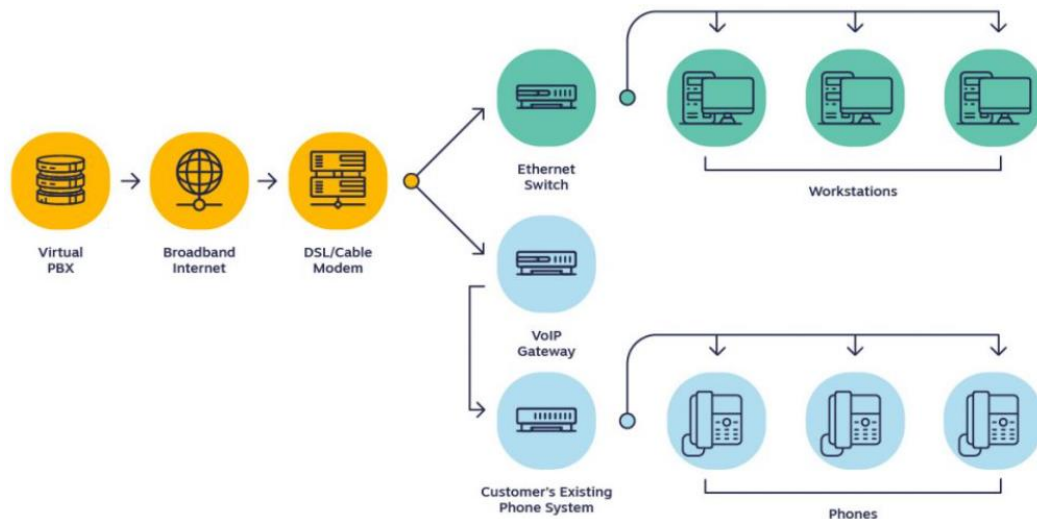 Virtual
PBX
Broadband
Internet
DSL/Cable
Modem
Ethernet
Switch
Workstations
VoIP
Gateway
Customer's Existing
Phone System
Phones